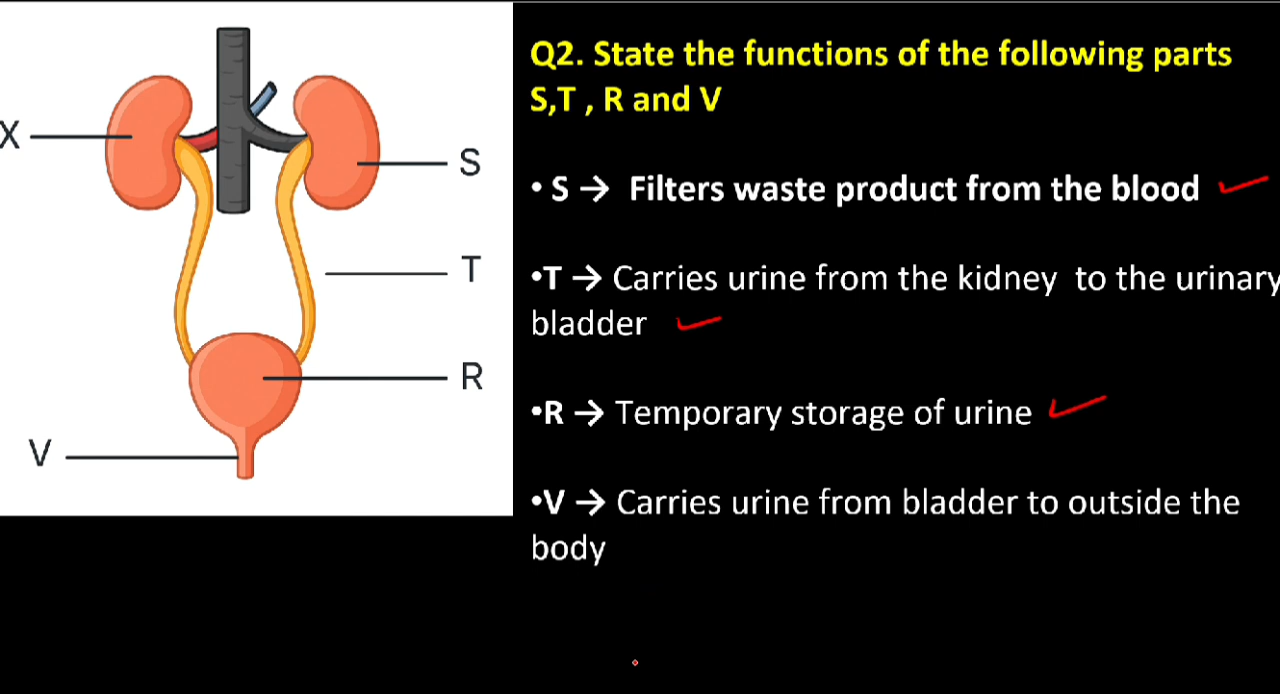 Q2. State the functions of the following parts
S,T , R and V
X
S
T
R
V
• S → Filters waste product from the blood
•T → Carries urine from the kidney to the urinary
bladder
•R → Temporary storage of urine
•V → Carries urine from bladder to outside the
body